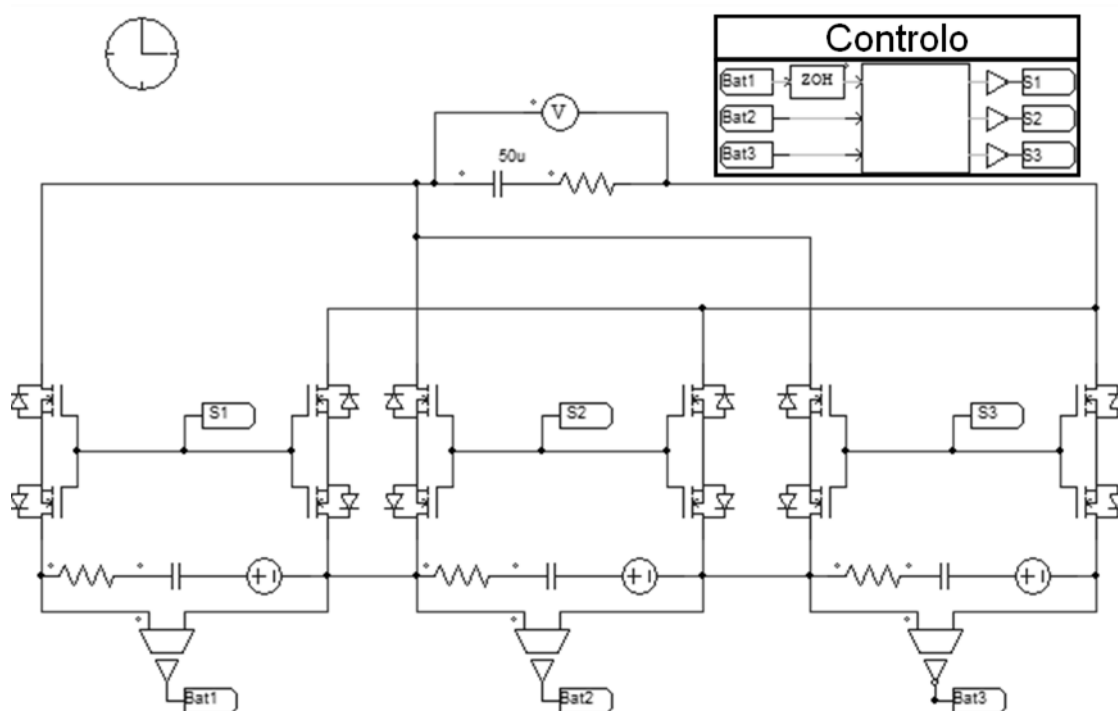 Controlo
Bat1 ZOH S1
Bat2 S2
Bat3 S3
V
50u
S1 S2 S3
Bat1 Bat2 Bat3